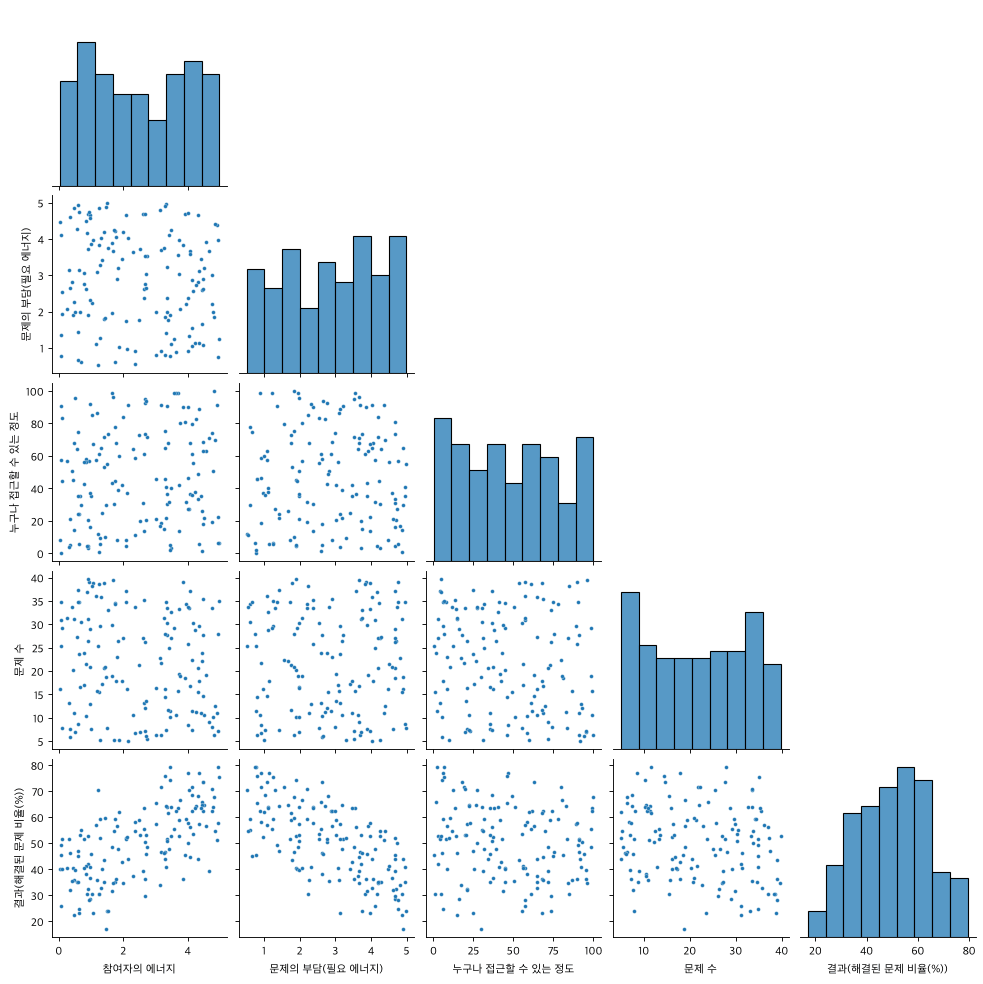 5
4
3
2
1
문제의 부담(필요 에너지)
100
80
60
40
20
0
누구나 접근할 수 있는 정도
40
35
30
25
20
15
10
5
문제 수
80
70
60
50
40
30
20
결과(해결된 문제 비율(%))
0 2 4
참여자의 에너지
1 2 3 4 5
문제의 부담(필요 에너지)
0 25 50 75 100
누구나 접근할 수 있는 정도
10 20 30 40
문제 수
20 40 60 80
결과(해결된 문제 비율(%))